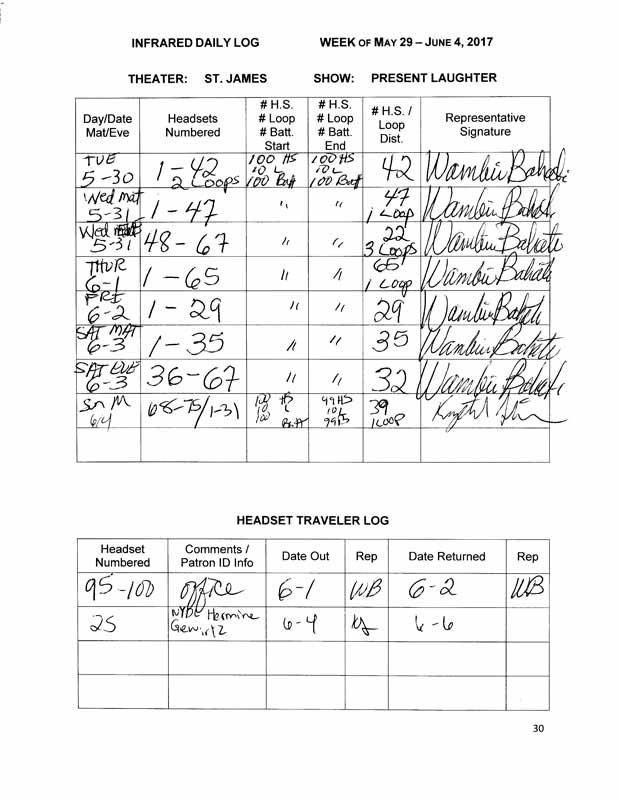 INFRARED DAILY LOG WEEK OF MAY 29 – JUNE 4, 2017
THEATER: ST. JAMES SHOW: PRESENT LAUGHTER
Day/Date Mat/Eve Headsets Numbered # H.S. # Loop # Batt. Start # H.S. # Loop # Batt. End # H.S. / Loop Dist. Representative Signature
TUE 5-30 1-42 2 Loops 100 HS 10 L 100 Batt 100 HS 10 L 100 Batt 42 Wambui Bahati
Wed mat 5-31 1-47 " " 47 1 Loop Wambui Bahati
Wed 5-31 48-67 " " 22 3 Loops Wambui Bahati
THUR 6-1 1-65 " " 65 1 Loop Wambui Bahati
FRI 6-2 1-29 " " 29 Wambui Bahati
SAT MAT 6-3 1-35 " " 35 Wambui Bahati
SAT EVE 6-3 36-67 " " 32 Wambui Bahati
Sn M 6/4 68-75/1-31 100 HS 10 L 100 Batt 99 HS 10 L 99 39 1 LOOP
HEADSET TRAVELER LOG
Headset Numbered Comments / Patron ID Info Date Out Rep Date Returned Rep
95-100 office 6-1 WB 6-2 WB
25 NYDL Hermine Gewirtz 6-4 KJ 6-6
30